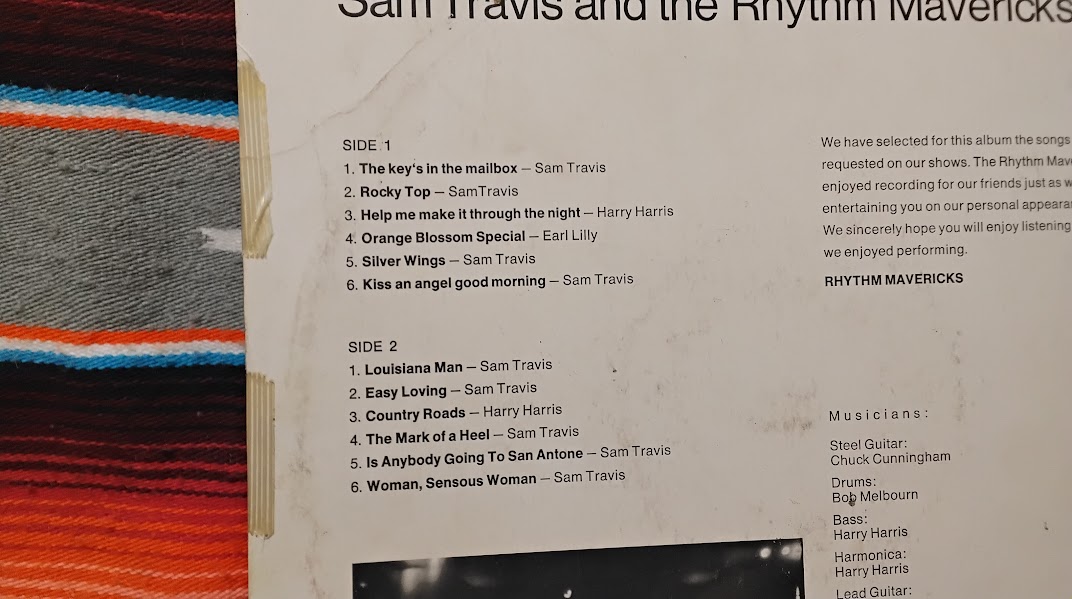 Sam Travis and the Rhythm Mavericks
SIDE 1
1. The key's in the mailbox — Sam Travis
2. Rocky Top — SamTravis
3. Help me make it through the night — Harry Harris
4. Orange Blossom Special — Earl Lilly
5. Silver Wings — Sam Travis
6. Kiss an angel good morning — Sam Travis
SIDE 2
1. Louisiana Man — Sam Travis
2. Easy Loving — Sam Travis
3. Country Roads — Harry Harris
4. The Mark of a Heel — Sam Travis
5. Is Anybody Going To San Antone — Sam Travis
6. Woman, Sensous Woman — Sam Travis
We have selected for this album the songs
requested on our shows. The Rhythm
enjoyed recording for our friends just as
entertaining you on our personal
We sincerely hope you will enjoy listening
we enjoyed performing.
RHYTHM MAVERICKS
Musicians:
Steel Guitar:
Chuck Cunningham
Drums:
Bob Melbourn
Bass:
Harry Harris
Harmonica:
Harry Harris
Lead Guitar: